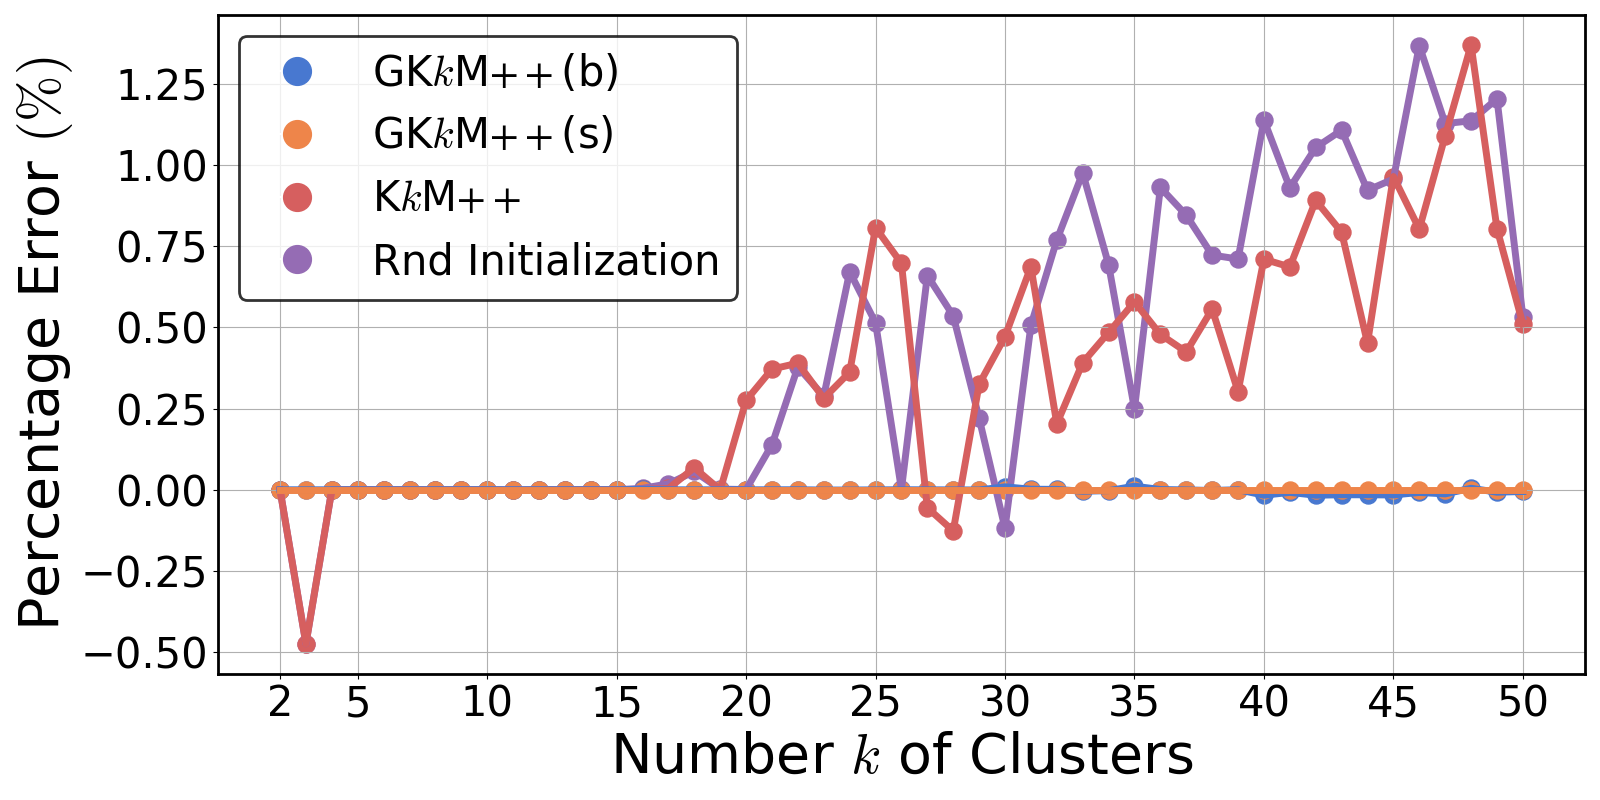 Percentage Error (%)
1.25
1.00
0.75
0.50
0.25
0.00
−0.25
−0.50
GKkM++(b)
GKkM++(s)
KkM++
Rnd Initialization
2 5 10 15 20 25 30 35 40 45 50
Number k of Clusters